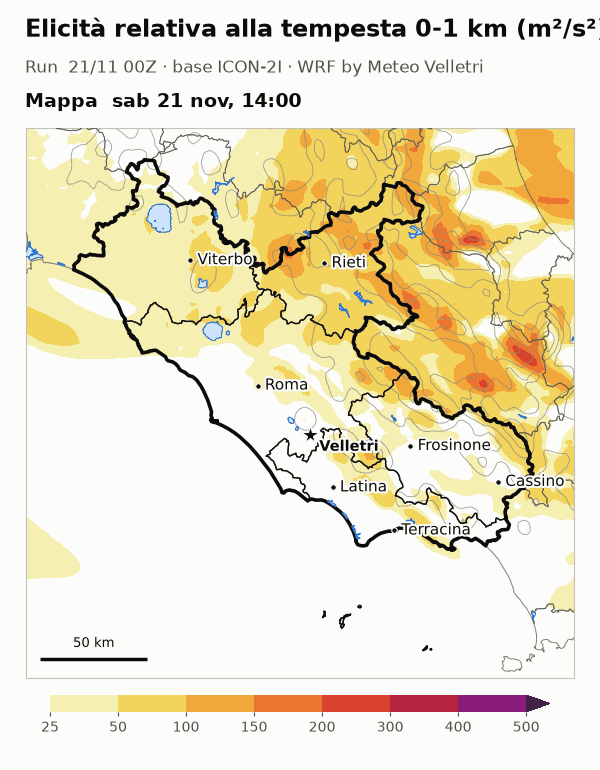 Elicità relativa alla tempesta 0-1 km (m²/s²)
Run 21/11 00Z · base ICON-2I · WRF by Meteo Velletri
Mappa sab 21 nov, 14:00
Viterbo
Rieti
Roma
Velletri
Frosinone
Latina
Cassino
Terracina
50 km
25 50 100 150 200 300 400 500